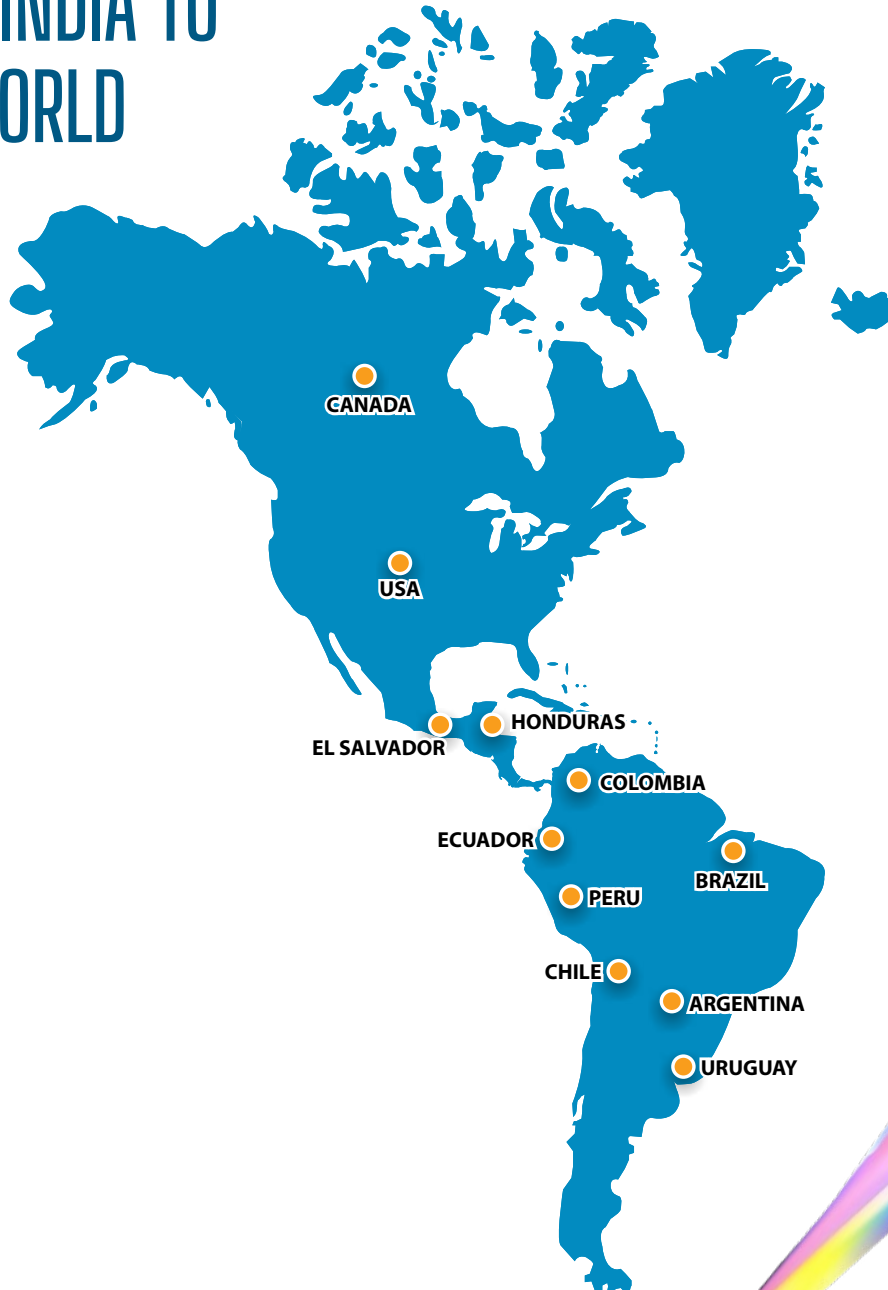 INDIA TO
ORLD
CANADA
USA
HONDURAS
EL SALVADOR
COLOMBIA
ECUADOR
BRAZIL
PERU
CHILE
ARGENTINA
URUGUAY